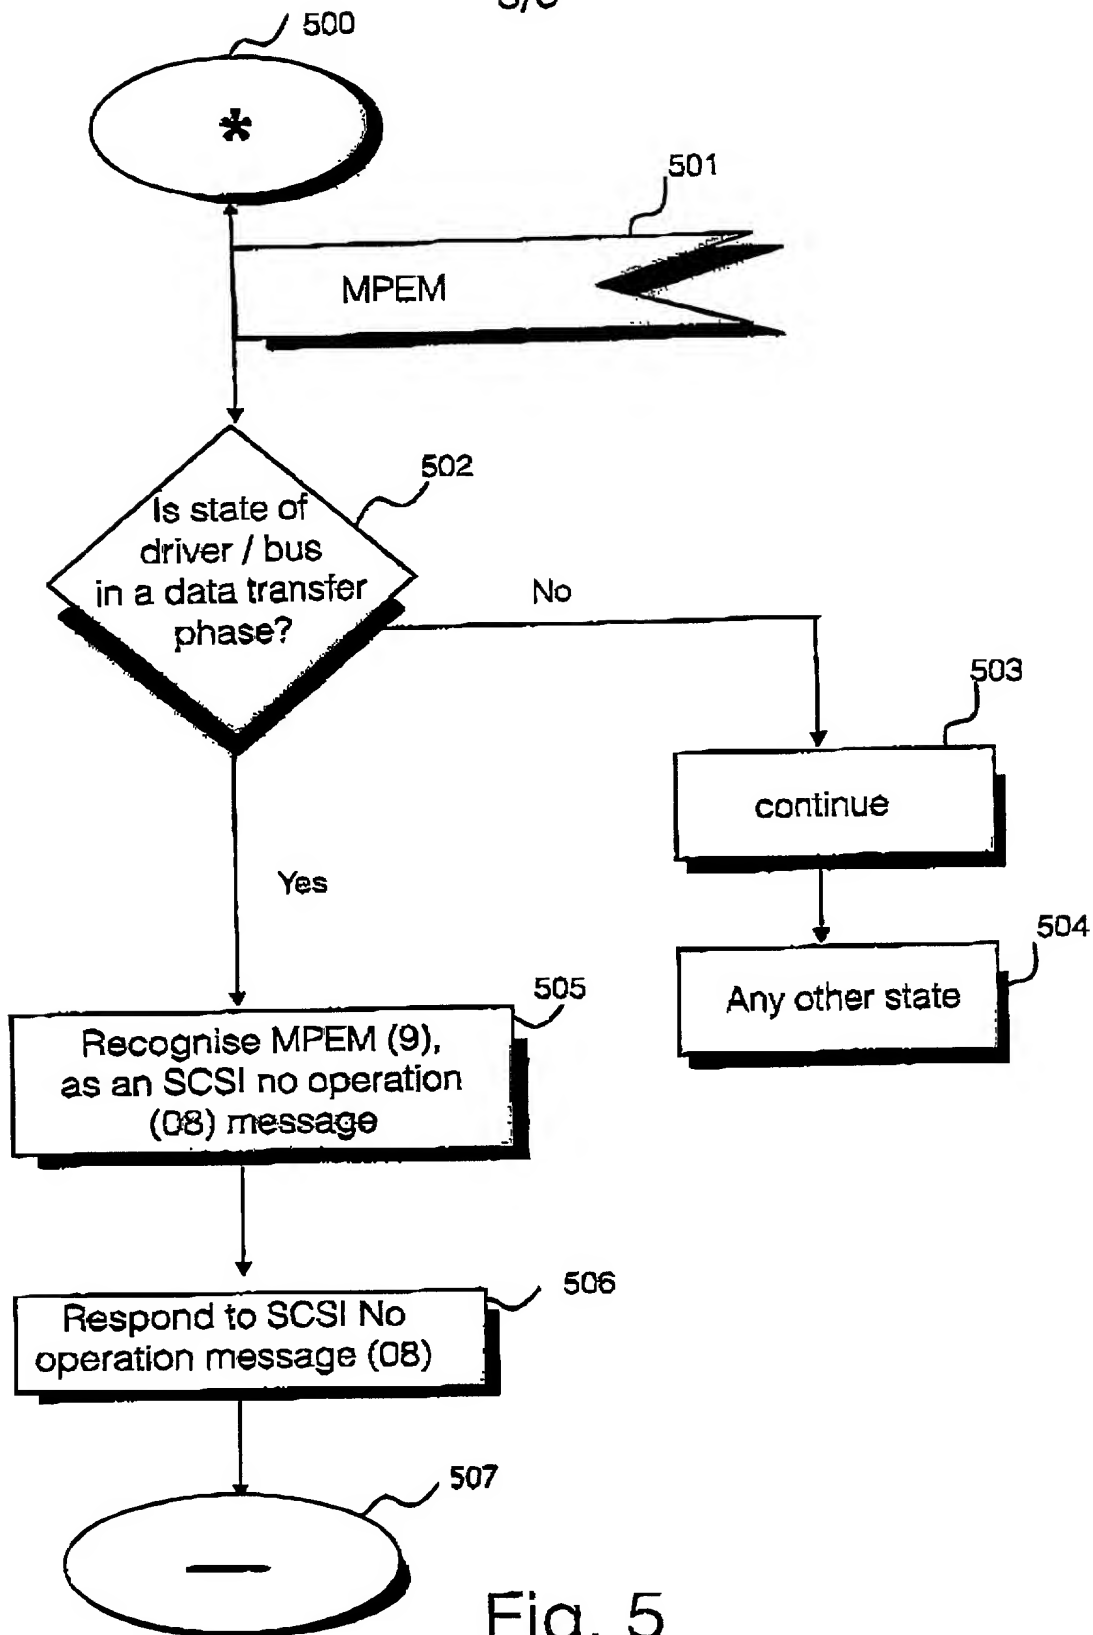 500
*
501
MPEM
502
Is state of
driver / bus
in a data transfer
phase?
No
503
continue
Yes
504
Any other state
505
Recognise MPEM (9),
as an SCSI no operation
(08) message
506
Respond to SCSI No
operation message (08)
507
—
Fig. 5